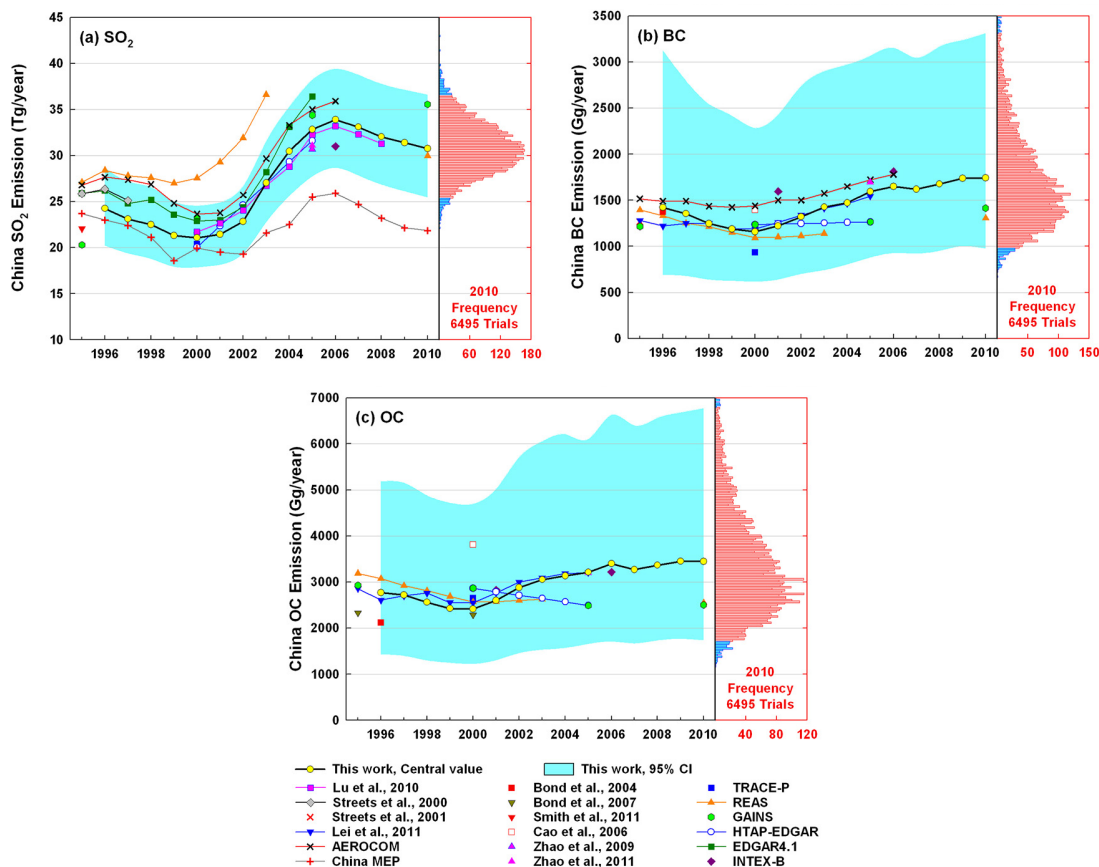 (a) SO2
China SO2 Emission (Tg/year)
45
40
35
30
25
20
15
10
1996 1998 2000 2002 2004 2006 2008 2010
2010
Frequency
6495 Trials
60 120 180
(b) BC
China BC Emission (Gg/year)
3500
3000
2500
2000
1500
1000
500
0
1996 1998 2000 2002 2004 2006 2008 2010
2010
Frequency
6495 Trials
50 100 150
(c) OC
China OC Emission (Gg/year)
7000
6000
5000
4000
3000
2000
1000
0
1996 1998 2000 2002 2004 2006 2008 2010
2010
Frequency
6495 Trials
40 80 120
This work, Central value This work, 95% CI
Lu et al., 2010 Bond et al., 2004 TRACE-P
Streets et al., 2000 Bond et al., 2007 REAS
Streets et al., 2001 Smith et al., 2011 GAINS
Lei et al., 2011 Cao et al., 2006 HTAP-EDGAR
AEROCOM Zhao et al., 2009 EDGAR4.1
China MEP Zhao et al., 2011 INTEX-B